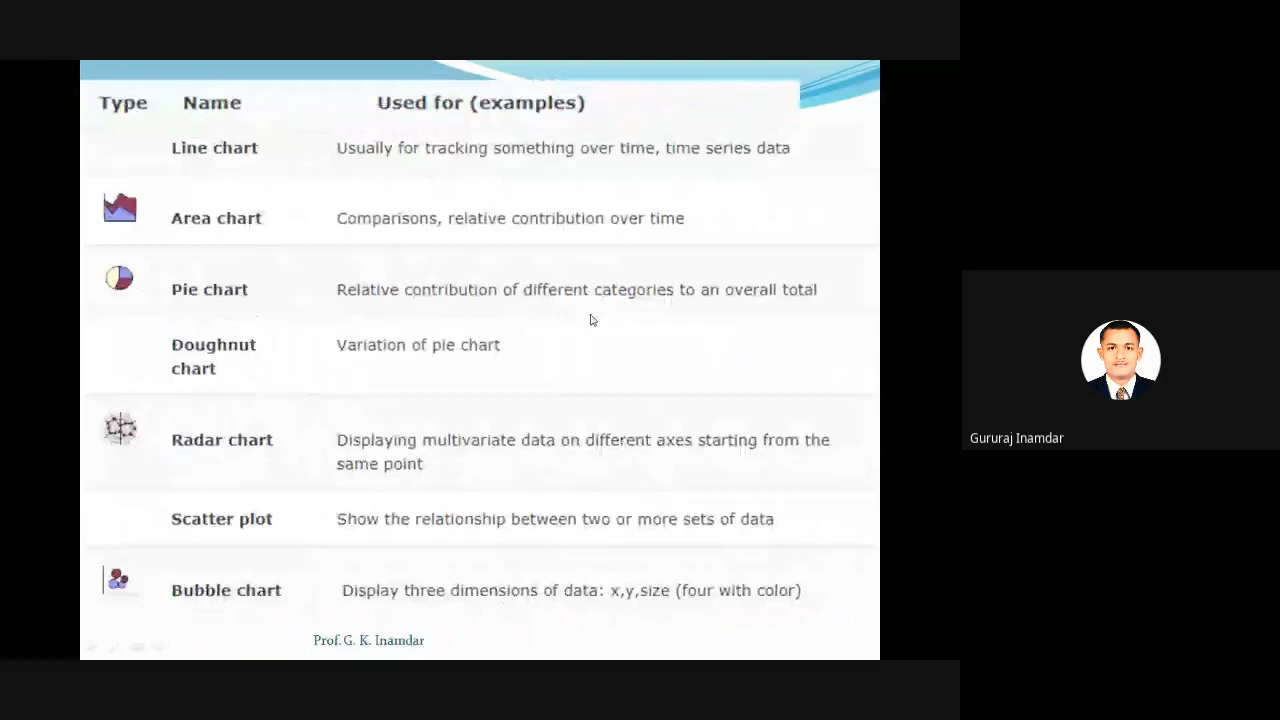 Type Name Used for (examples)
Line chart Usually for tracking something over time, time series data
Area chart Comparisons, relative contribution over time
Pie chart Relative contribution of different categories to an overall total
Doughnut Variation of pie chart
chart
Radar chart Displaying multivariate data on different axes starting from the
same point
Scatter plot Show the relationship between two or more sets of data
Bubble chart Display three dimensions of data: x,y,size (four with color)
Prof. G. K. Inamdar
Gururaj Inamdar